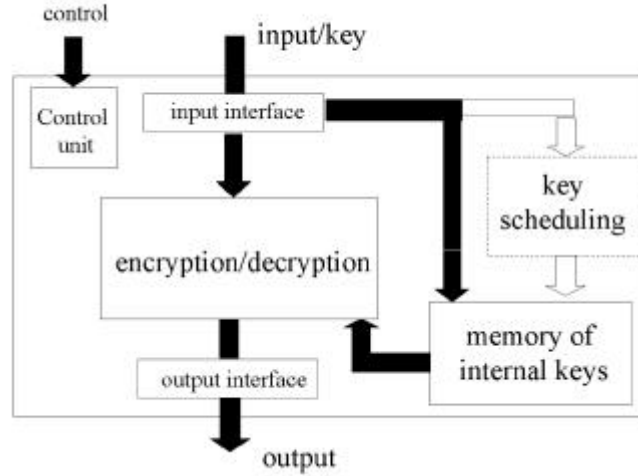 control
input/key
Control
unit
input interface
key
scheduling
encryption/decryption
memory of
internal keys
output interface
output